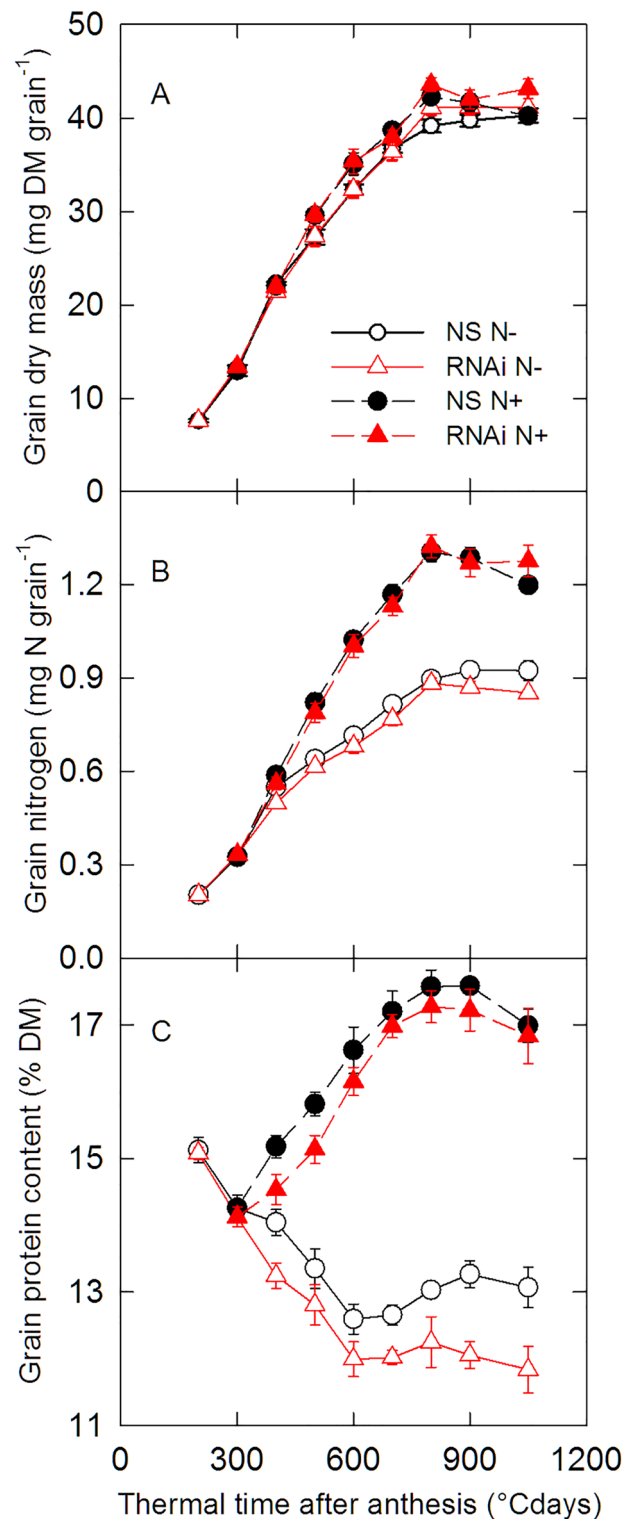 50
A
40
30
20
10
0
Grain dry mass (mg DM grain⁻¹)
NS N-
RNAi N-
NS N+
RNAi N+
B
1.2
0.9
0.6
0.3
0.0
Grain nitrogen (mg N grain⁻¹)
C
17
15
13
11
Grain protein content (% DM)
0 300 600 900 1200
Thermal time after anthesis (°Cdays)